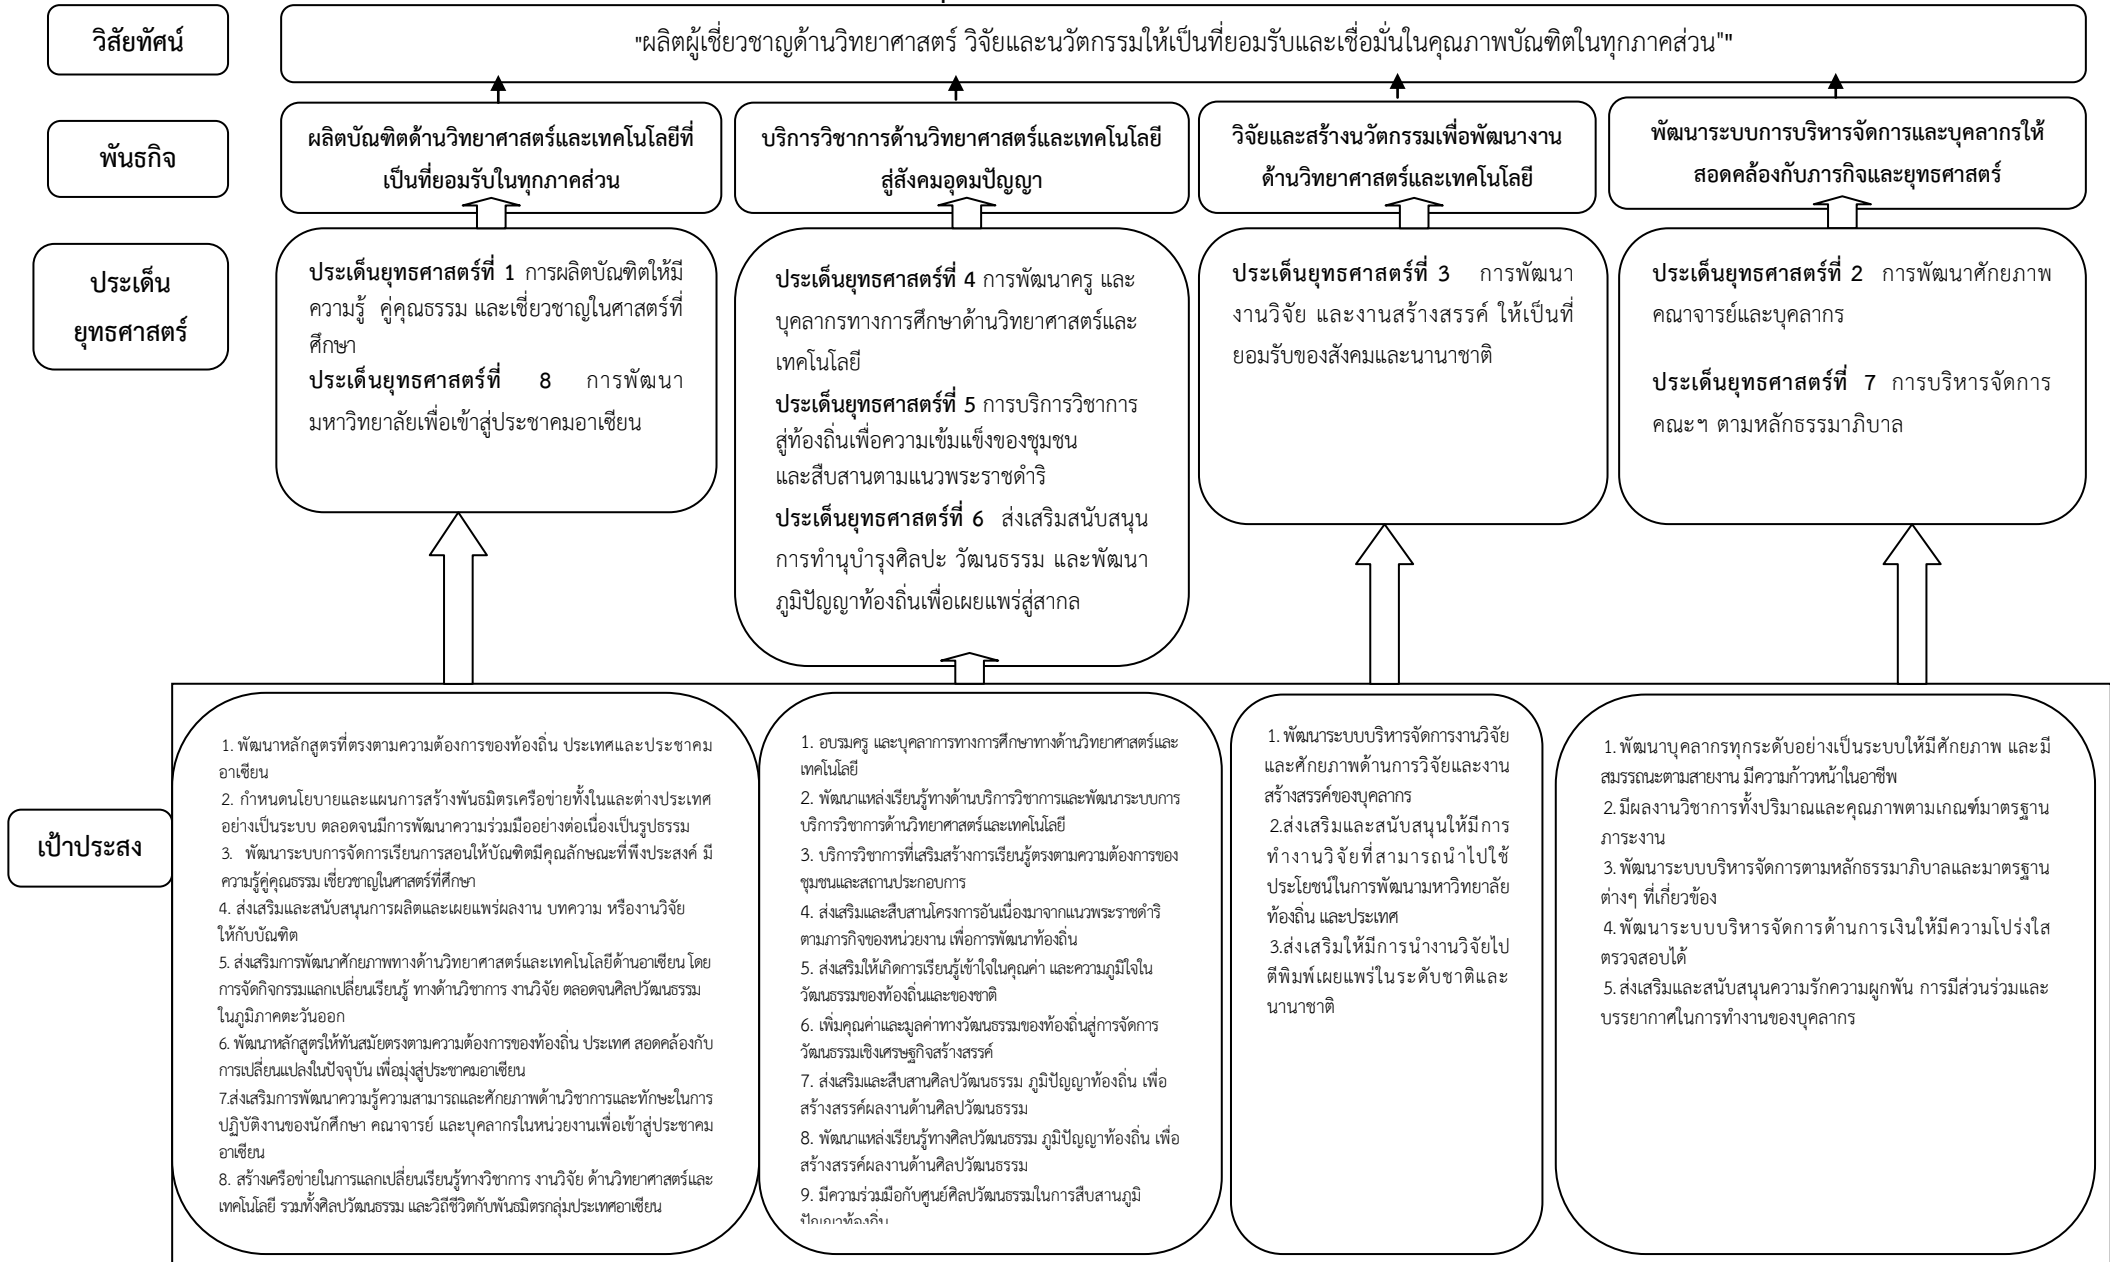 วิสัยทัศน์
"ผลิตผู้เชี่ยวชาญด้านวิทยาศาสตร์ วิจัยและนวัตกรรมให้เป็นที่ยอมรับและเชื่อมั่นในคุณภาพบัณฑิตในทุกภาคส่วน""
พันธกิจ
ผลิตบัณฑิตด้านวิทยาศาสตร์และเทคโนโลยีที่
เป็นที่ยอมรับในทุกภาคส่วน
บริการวิชาการด้านวิทยาศาสตร์และเทคโนโลยี
สู่สังคมอุดมปัญญา
วิจัยและสร้างนวัตกรรมเพื่อพัฒนางาน
ด้านวิทยาศาสตร์และเทคโนโลยี
พัฒนาระบบการบริหารจัดการและบุคลากรให้
สอดคล้องกับภารกิจและยุทธศาสตร์
ประเด็น
ยุทธศาสตร์
ประเด็นยุทธศาสตร์ที่ 1 การผลิตบัณฑิตให้มี
ความรู้ คู่คุณธรรม และเชี่ยวชาญในศาสตร์ที่
ศึกษา
ประเด็นยุทธศาสตร์ที่ 8 การพัฒนา
มหาวิทยาลัยเพื่อเข้าสู่ประชาคมอาเซียน
ประเด็นยุทธศาสตร์ที่ 4 การพัฒนาครู และ
บุคลากรทางการศึกษาด้านวิทยาศาสตร์และ
เทคโนโลยี
ประเด็นยุทธศาสตร์ที่ 5 การบริการวิชาการ
สู่ท้องถิ่นเพื่อความเข้มแข็งของชุมชน
และสืบสานตามแนวพระราชดำริ
ประเด็นยุทธศาสตร์ที่ 6 ส่งเสริมสนับสนุน
การทำนุบำรุงศิลปะ วัฒนธรรม และพัฒนา
ภูมิปัญญาท้องถิ่นเพื่อเผยแพร่สู่สากล
ประเด็นยุทธศาสตร์ที่ 3 การพัฒนา
งานวิจัย และงานสร้างสรรค์ ให้เป็นที่
ยอมรับของสังคมและนานาชาติ
ประเด็นยุทธศาสตร์ที่ 2 การพัฒนาศักยภาพ
คณาจารย์และบุคลากร
ประเด็นยุทธศาสตร์ที่ 7 การบริหารจัดการ
คณะฯ ตามหลักธรรมาภิบาล
เป้าประสง
1. พัฒนาหลักสูตรที่ตรงตามความต้องการของท้องถิ่น ประเทศและประชาคม
อาเซียน
2. กำหนดนโยบายและแผนการสร้างพันธมิตรเครือข่ายทั้งในและต่างประเทศ
อย่างเป็นระบบ ตลอดจนมีการพัฒนาความร่วมมืออย่างต่อเนื่องเป็นรูปธรรม
3. พัฒนาระบบการจัดการเรียนการสอนให้บัณฑิตมีคุณลักษณะที่พึงประสงค์ มี
ความรู้คู่คุณธรรม เชี่ยวชาญในศาสตร์ที่ศึกษา
4. ส่งเสริมและสนับสนุนการผลิตและเผยแพร่ผลงาน บทความ หรืองานวิจัย
ให้กับบัณฑิต
5. ส่งเสริมการพัฒนาศักยภาพทางด้านวิทยาศาสตร์และเทคโนโลยีด้านอาเซียน โดย
การจัดกิจกรรมแลกเปลี่ยนเรียนรู้ ทางด้านวิชาการ งานวิจัย ตลอดจนศิลปวัฒนธรรม
ในภูมิภาคตะวันออก
6. พัฒนาหลักสูตรให้ทันสมัยตรงตามความต้องการของท้องถิ่น ประเทศ สอดคล้องกับ
การเปลี่ยนแปลงในปัจจุบัน เพื่อมุ่งสู่ประชาคมอาเซียน
7.ส่งเสริมการพัฒนาความรู้ความสามารถและศักยภาพด้านวิชาการและทักษะในการ
ปฏิบัติงานของนักศึกษา คณาจารย์ และบุคลากรในหน่วยงานเพื่อเข้าสู่ประชาคม
อาเซียน
8. สร้างเครือข่ายในการแลกเปลี่ยนเรียนรู้ทางวิชาการ งานวิจัย ด้านวิทยาศาสตร์และ
เทคโนโลยี รวมทั้งศิลปวัฒนธรรม และวิถีชีวิตกับพันธมิตรกลุ่มประเทศอาเซียน
1. อบรมครู และบุคลาการทางการศึกษาทางด้านวิทยาศาสตร์และ
เทคโนโลยี
2. พัฒนาแหล่งเรียนรู้ทางด้านบริการวิชาการและพัฒนาระบบการ
บริการวิชาการด้านวิทยาศาสตร์และเทคโนโลยี
3. บริการวิชาการที่เสริมสร้างการเรียนรู้ตรงตามความต้องการของ
ชุมชนและสถานประกอบการ
4. ส่งเสริมและสืบสานโครงการอันเนื่องมาจากแนวพระราชดำริ
ตามภารกิจของหน่วยงาน เพื่อการพัฒนาท้องถิ่น
5. ส่งเสริมให้เกิดการเรียนรู้เข้าใจในคุณค่า และความภูมิใจใน
วัฒนธรรมของท้องถิ่นและของชาติ
6. เพิ่มคุณค่าและมูลค่าทางวัฒนธรรมของท้องถิ่นสู่การจัดการ
วัฒนธรรมเชิงเศรษฐกิจสร้างสรรค์
7. ส่งเสริมและสืบสานศิลปวัฒนธรรม ภูมิปัญญาท้องถิ่น เพื่อ
สร้างสรรค์ผลงานด้านศิลปวัฒนธรรม
8. พัฒนาแหล่งเรียนรู้ทางศิลปวัฒนธรรม ภูมิปัญญาท้องถิ่น เพื่อ
สร้างสรรค์ผลงานด้านศิลปวัฒนธรรม
9. มีความร่วมมือกับศูนย์ศิลปวัฒนธรรมในการสืบสานภูมิ
ปัญญาท้องถิ่น
1. พัฒนาระบบบริหารจัดการงานวิจัย
และศักยภาพด้านการวิจัยและงาน
สร้างสรรค์ของบุคลากร
2.ส่งเสริมและสนับสนุนให้มีการ
ทำงานวิจัยที่สามารถนำไปใช้
ประโยชน์ในการพัฒนามหาวิทยาลัย
ท้องถิ่น และประเทศ
3.ส่งเสริมให้มีการนำงานวิจัยไป
ตีพิมพ์เผยแพร่ในระดับชาติและ
นานาชาติ
1. พัฒนาบุคลากรทุกระดับอย่างเป็นระบบให้มีศักยภาพ และมี
สมรรถนะตามสายงาน มีความก้าวหน้าในอาชีพ
2. มีผลงานวิชาการทั้งปริมาณและคุณภาพตามเกณฑ์มาตรฐาน
ภาระงาน
3. พัฒนาระบบบริหารจัดการตามหลักธรรมาภิบาลและมาตรฐาน
ต่างๆ ที่เกี่ยวข้อง
4. พัฒนาระบบบริหารจัดการด้านการเงินให้มีความโปร่งใส
ตรวจสอบได้
5. ส่งเสริมและสนับสนุนความรักความผูกพัน การมีส่วนร่วมและ
บรรยากาศในการทำงานของบุคลากร